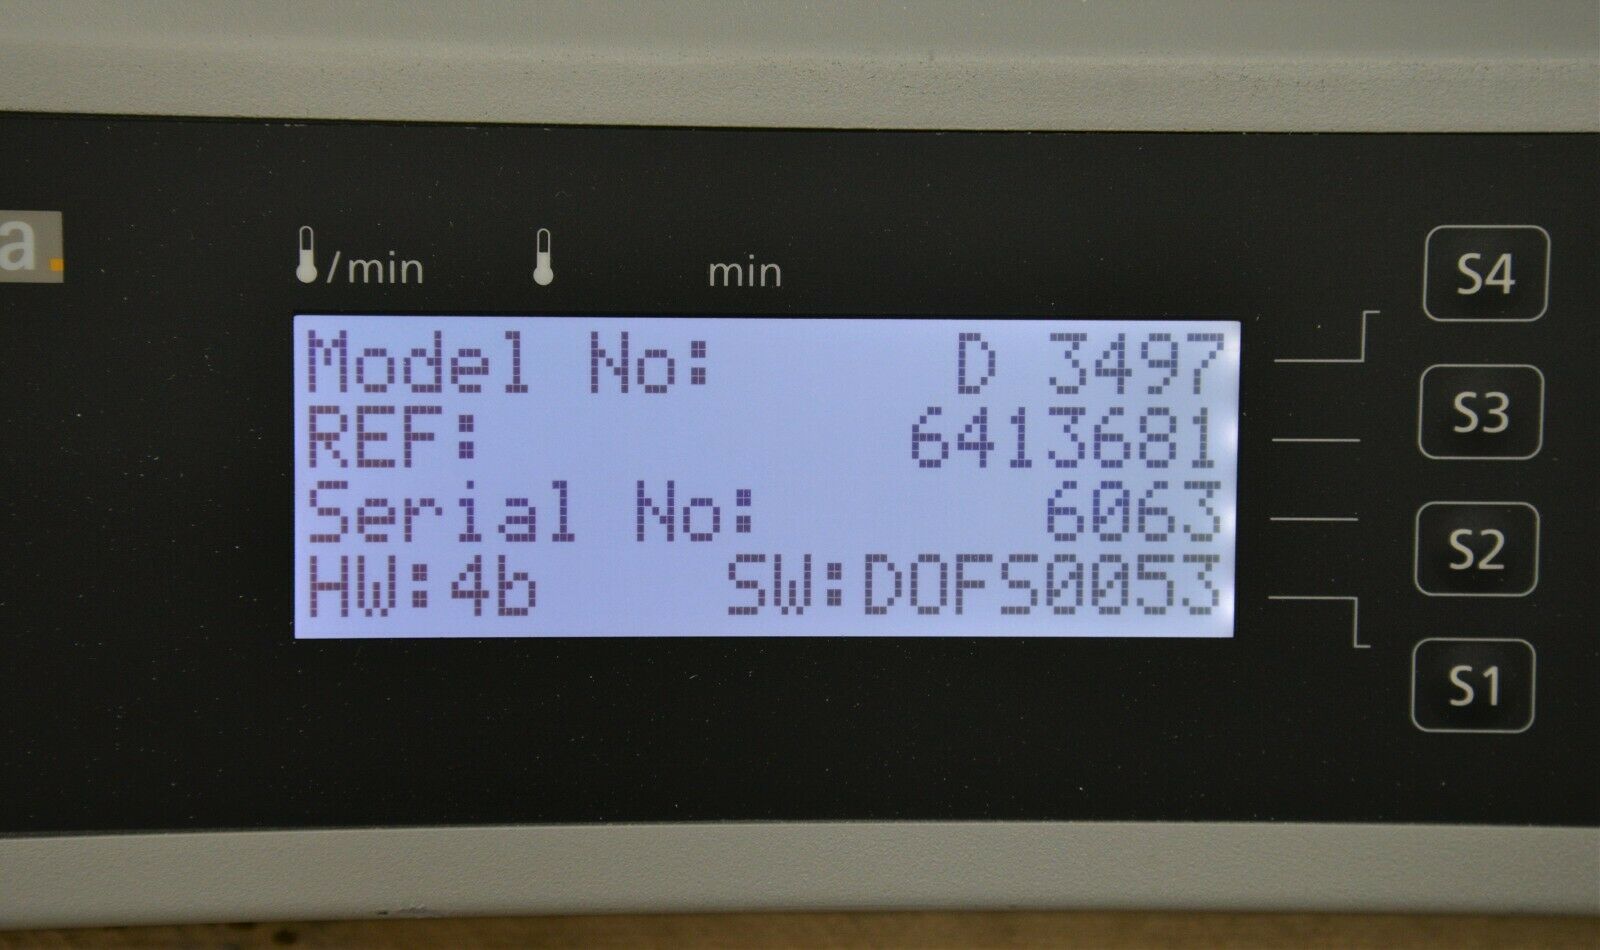 a.
/min min
S4
Model No: D 3497
REF: 6413681
S3
Serial No: 6063
S2
HW:4b SW:DOFS0053
S1